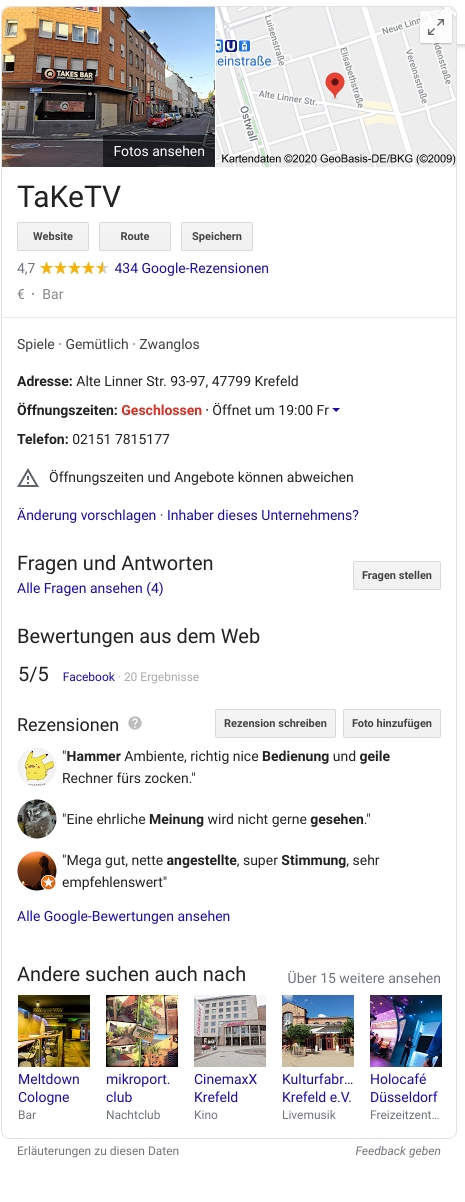 TAKES BAR
Fotos ansehen
Luisenstraße
Neue Linn
U
einstraße
Elisabethstraße
Vereinsstraße
denstraße
Alte Linner Str.
Ostwall
Kartendaten ©2020 GeoBasis-DE/BKG (©2009)
TaKeTV
Website
Route
Speichern
4,7 434 Google-Rezensionen
€ · Bar
Spiele · Gemütlich · Zwanglos
Adresse: Alte Linner Str. 93-97, 47799 Krefeld
Öffnungszeiten: Geschlossen · Öffnet um 19:00 Fr
Telefon: 02151 7815177
Öffnungszeiten und Angebote können abweichen
Änderung vorschlagen · Inhaber dieses Unternehmens?
Fragen und Antworten
Alle Fragen ansehen (4)
Fragen stellen
Bewertungen aus dem Web
5/5 Facebook · 20 Ergebnisse
Rezensionen ?
Rezension schreiben
Foto hinzufügen
"Hammer Ambiente, richtig nice Bedienung und geile
Rechner fürs zocken."
"Eine ehrliche Meinung wird nicht gerne gesehen."
"Mega gut, nette angestellte, super Stimmung, sehr
empfehlenswert"
Alle Google-Bewertungen ansehen
Andere suchen auch nach
Über 15 weitere ansehen
Meltdown
Cologne
Bar
mikroport.
club
Nachtclub
CinemaxX
Krefeld
Kino
Kulturfabr...
Krefeld e.V.
Livemusik
Holocafé
Düsseldorf
Freizeitzent...
Erläuterungen zu diesen Daten
Feedback geben